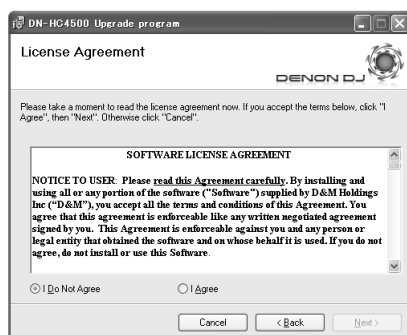 DN-HC4500 Upgrade program
License Agreement
DENON DJ
Please take a moment to read the license agreement now. If you accept the terms below, click "I
Agree", then "Next". Otherwise click "Cancel".
SOFTWARE LICENSE AGREEMENT
NOTICE TO USER: Please read this Agreement carefully. By installing and
using all or any portion of the software ("Software") supplied by D&M Holdings
Inc ("D&M"), you accept all the terms and conditions of this Agreement. You
agree that this agreement is enforceable like any written negotiated agreement
signed by you. This Agreement is enforceable against you and any person or
legal entity that obtained the software and on whose behalf it is used. If you do not
agree, do not install or use this Software.
I Do Not Agree
I Agree
Cancel
< Back
Next >